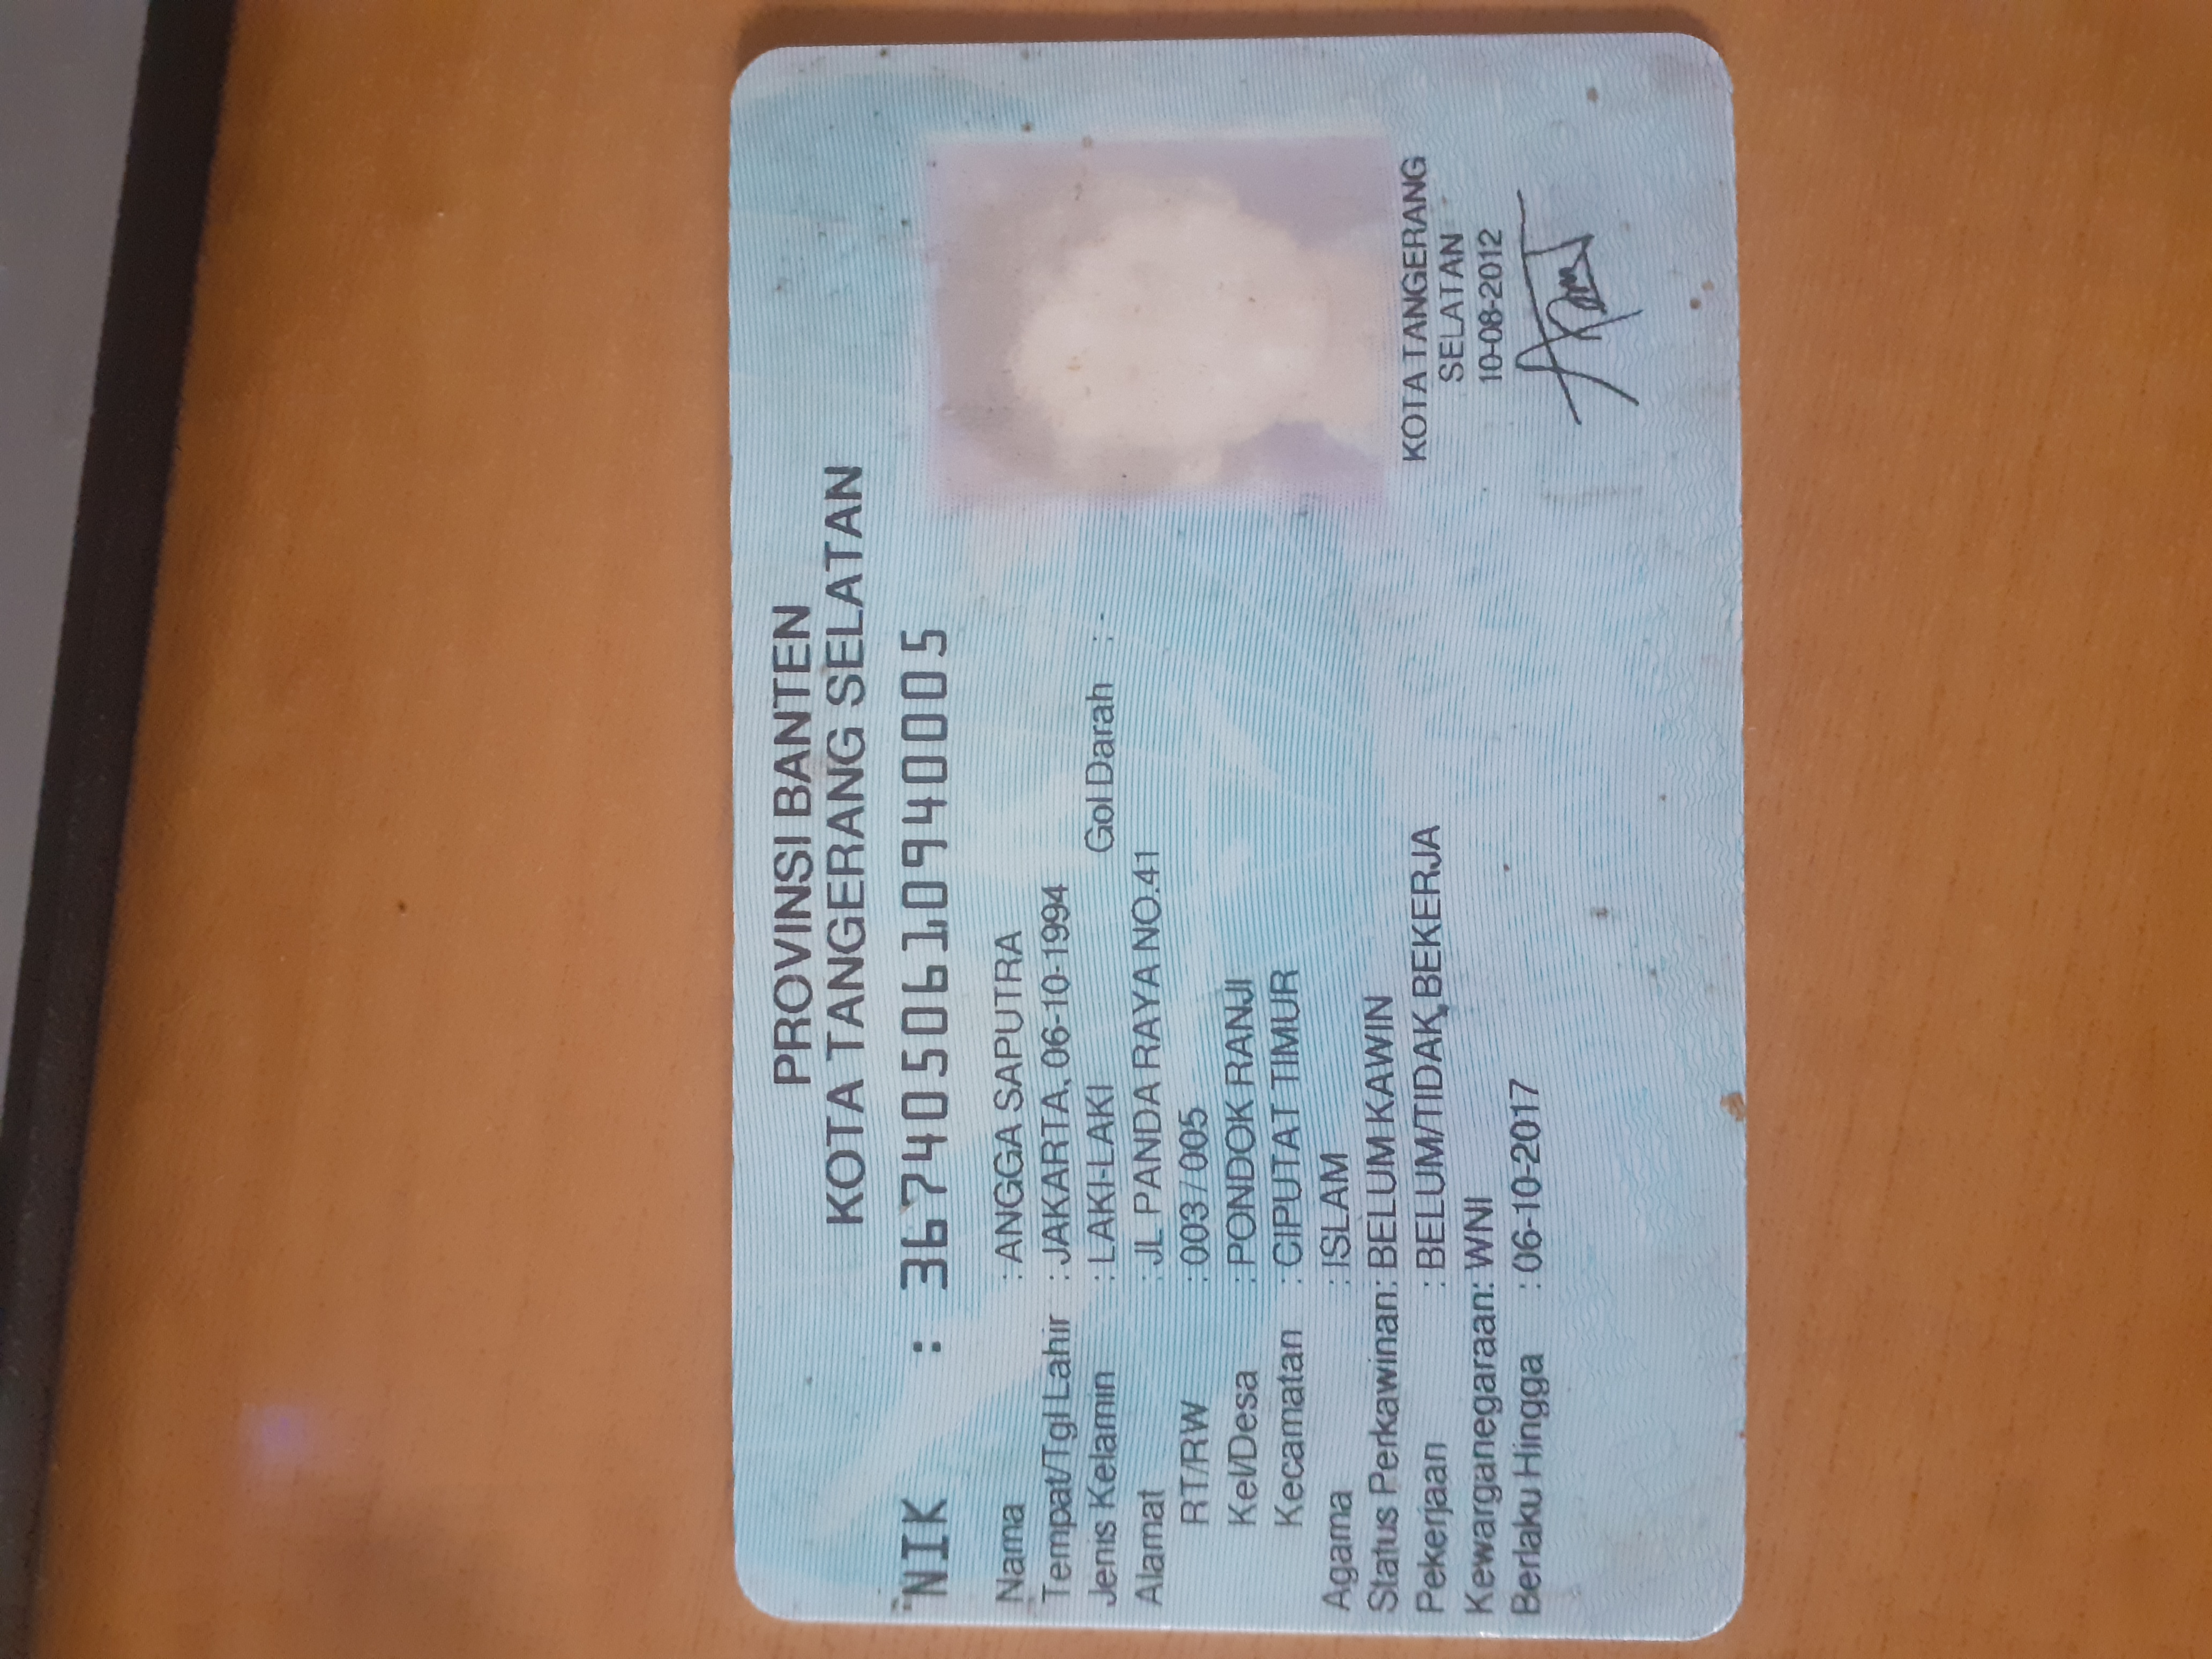 PROVINSI BANTEN
KOTA TANGERANG SELATAN
NIK : 3674050610940005
Nama : ANGGA SAPUTRA
Tempat/Tgl Lahir : JAKARTA, 06-10-1994
Jenis Kelamin : LAKI-LAKI Gol Darah : -
Alamat : JL PANDA RAYA NO.41
RT/RW : 003 / 005
Kel/Desa : PONDOK RANJI
Kecamatan : CIPUTAT TIMUR
Agama : ISLAM
Status Perkawinan: BELUM KAWIN
Pekerjaan : BELUM/TIDAK BEKERJA
Kewarganegaraan: WNI
Berlaku Hingga : 06-10-2017
KOTA TANGERANG
SELATAN
10-08-2012